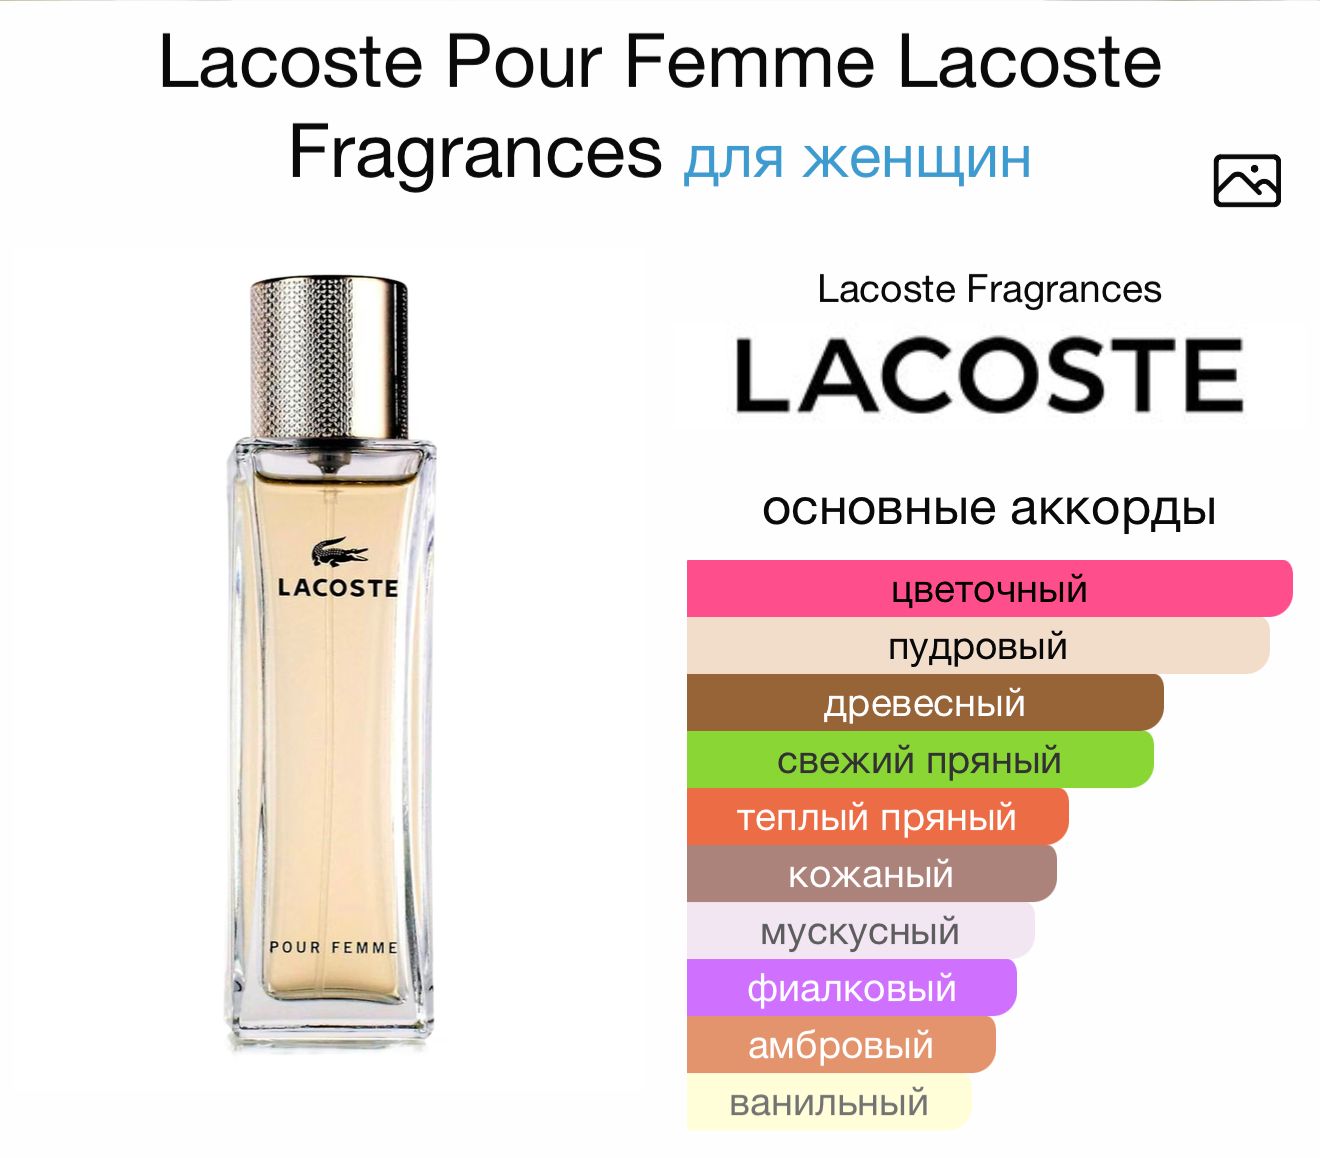 Lacoste Pour Femme Lacoste
Fragrances для женщин
Lacoste Fragrances
LACOSTE
LACOSTE
POUR FEMME
основные аккорды
цветочный
пудровый
древесный
свежий пряный
теплый пряный
кожаный
мускусный
фиалковый
амбровый
ванильный